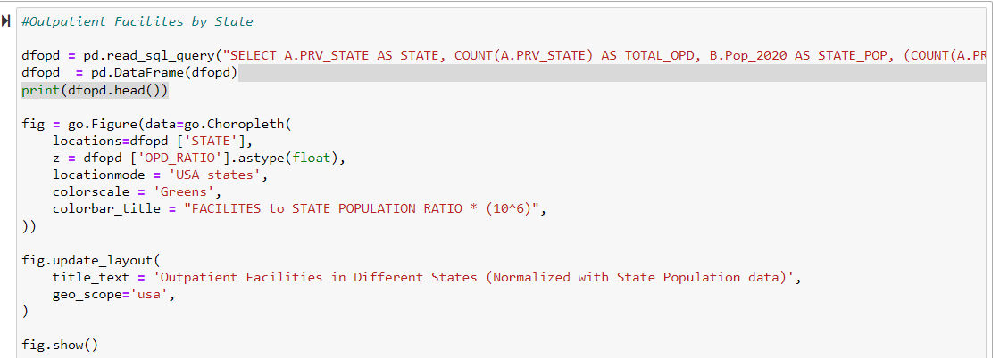 #Outpatient Facilites by State
dfopd = pd.read_sql_query("SELECT A.PRV_STATE AS STATE, COUNT(A.PRV_STATE) AS TOTAL_OPD, B.Pop_2020 AS STATE_POP, (COUNT(A.PR
dfopd  = pd.DataFrame(dfopd)
print(dfopd.head())
fig = go.Figure(data=go.Choropleth(
    locations=dfopd ['STATE'],
    z = dfopd ['OPD_RATIO'].astype(float),
    locationmode = 'USA-states',
    colorscale = 'Greens',
    colorbar_title = "FACILITES to STATE POPULATION RATIO * (10^6)",
))
fig.update_layout(
    title_text = 'Outpatient Facilities in Different States (Normalized with State Population data)',
    geo_scope='usa',
)
fig.show()